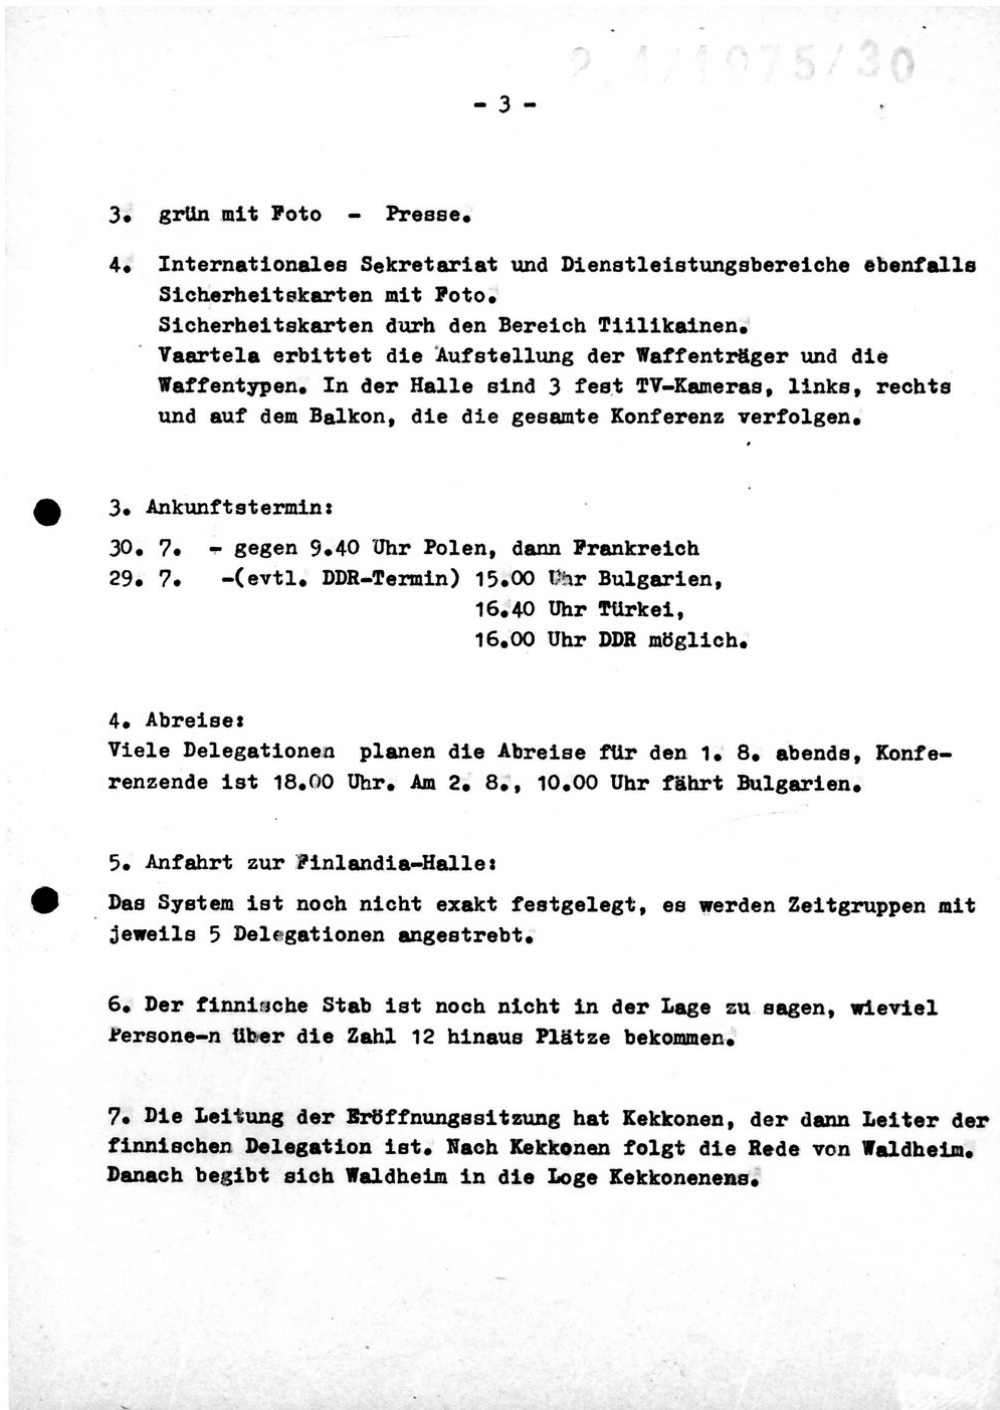 /1975/30
- 3 -
3. grün mit Foto - Presse.
4. Internationales Sekretariat und Dienstleistungsbereiche ebenfalls
Sicherheitskarten mit Foto.
Sicherheitskarten durh den Bereich Tiilikainen.
Vaartela erbittet die Aufstellung der Waffenträger und die
Waffentypen. In der Halle sind 3 fest TV-Kameras, links, rechts
und auf dem Balkon, die die gesamte Konferenz verfolgen.
3. Ankunftstermin:
30. 7. - gegen 9.40 Uhr Polen, dann Frankreich
29. 7. -(evtl. DDR-Termin) 15.00 Uhr Bulgarien,
16.40 Uhr Türkei,
16.00 Uhr DDR möglich.
4. Abreise:
Viele Delegationen planen die Abreise für den 1. 8. abends, Konfe-
renzende ist 18.00 Uhr. Am 2. 8., 10.00 Uhr fährt Bulgarien.
5. Anfahrt zur Finlandia-Halle:
Das System ist noch nicht exakt festgelegt, es werden Zeitgruppen mit
jeweils 5 Delegationen angestrebt.
6. Der finnische Stab ist noch nicht in der Lage zu sagen, wieviel
Persone-n über die Zahl 12 hinaus Plätze bekommen.
7. Die Leitung der Eröffnungssitzung hat Kekkonen, der dann Leiter der
finnischen Delegation ist. Nach Kekkonen folgt die Rede von Waldheim.
Danach begibt sich Waldheim in die Loge Kekkonenens.